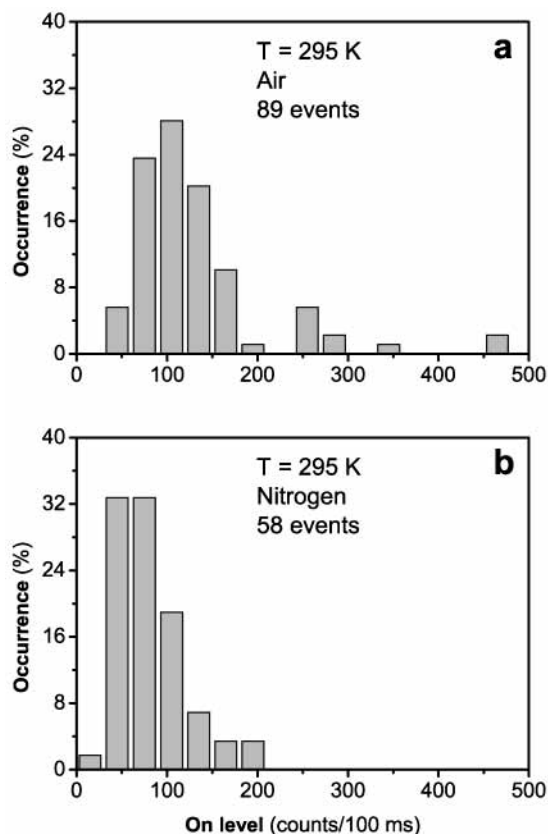 40
32
24
16
8
0
Occurrence (%)
T = 295 K
Air
89 events
a
0 100 200 300 400 500
40
32
24
16
8
0
Occurrence (%)
T = 295 K
Nitrogen
58 events
b
0 100 200 300 400 500
On level (counts/100 ms)